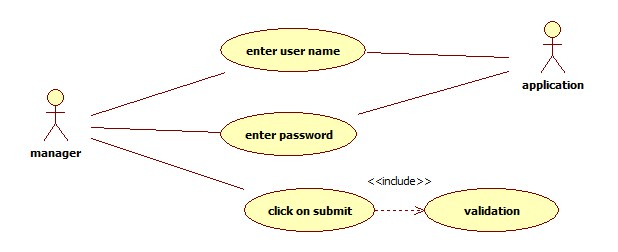 enter user name
application
enter password
manager
<<include>>
click on submit
validation